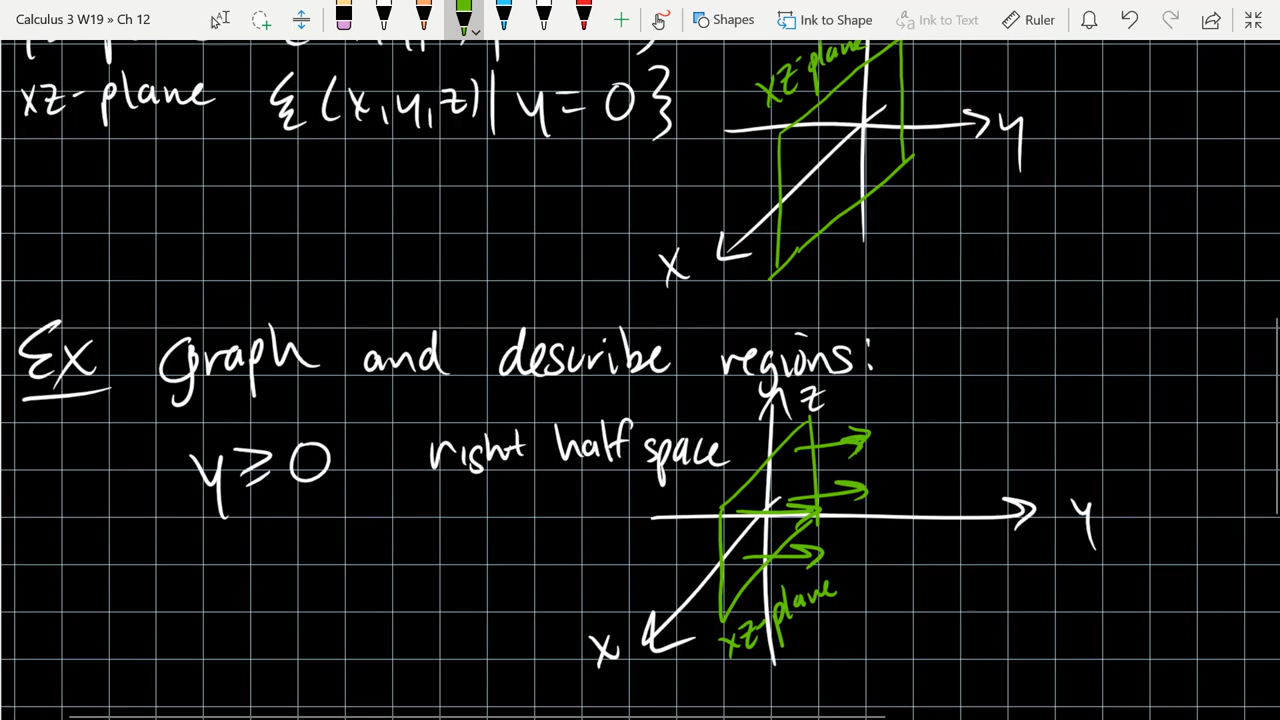 Calculus 3 W19 » Ch 12
Shapes
Ink to Shape
Ink to Text
Ruler
xz-plane {(x,y,z)| y = 0}
xz-plane
y
x
Ex Graph and describe regions:
y ≥ 0 right half space
z
y
x
xz-plane